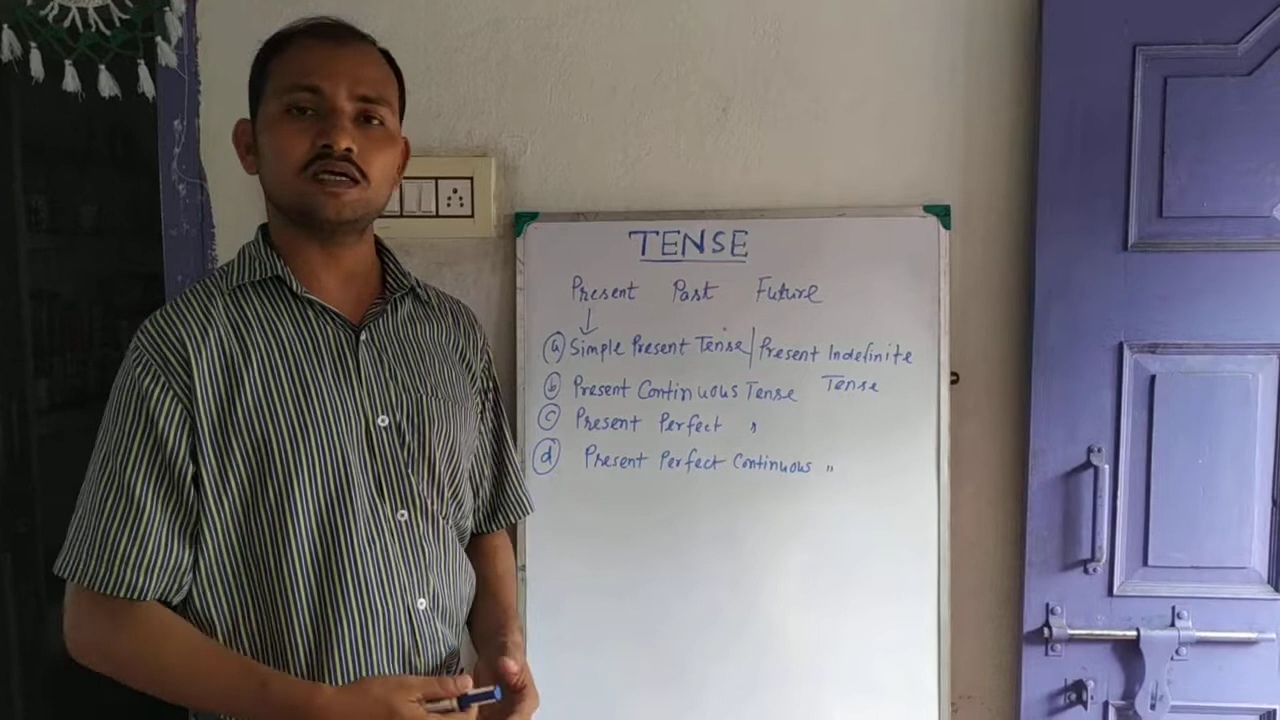 TENSE
Present Past Future
(a) Simple Present Tense / Present Indefinite
Tense
(b) Present Continuous Tense
(c) Present Perfect "
(d) Present Perfect Continuous "